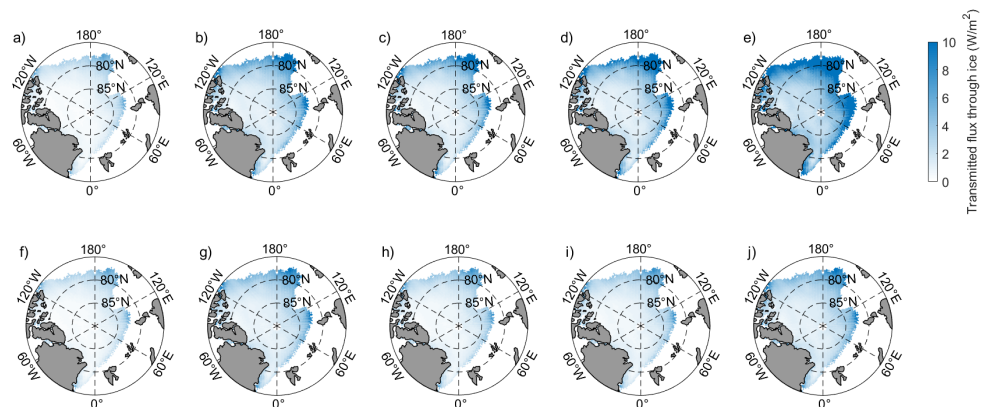 180° 180° 180° 180° 180°
a) b) c) d) e)
120°W 80°N 120°E 120°W 80°N 120°E 120°W 80°N 120°E 120°W 80°N 120°E 120°W 80°N 120°E
85°N 85°N 85°N 85°N 85°N
60°W 60°E 60°W 60°E 60°W 60°E 60°W 60°E 60°W 60°E
0° 0° 0° 0° 0°
10
8
6
4
2
0
Transmitted flux through ice (W/m²)
180° 180° 180° 180° 180°
f) g) h) i) j)
120°W 80°N 120°E 120°W 80°N 120°E 120°W 80°N 120°E 120°W 80°N 120°E 120°W 80°N 120°E
85°N 85°N 85°N 85°N 85°N
60°W 60°E 60°W 60°E 60°W 60°E 60°W 60°E 60°W 60°E
0° 0° 0° 0° 0°